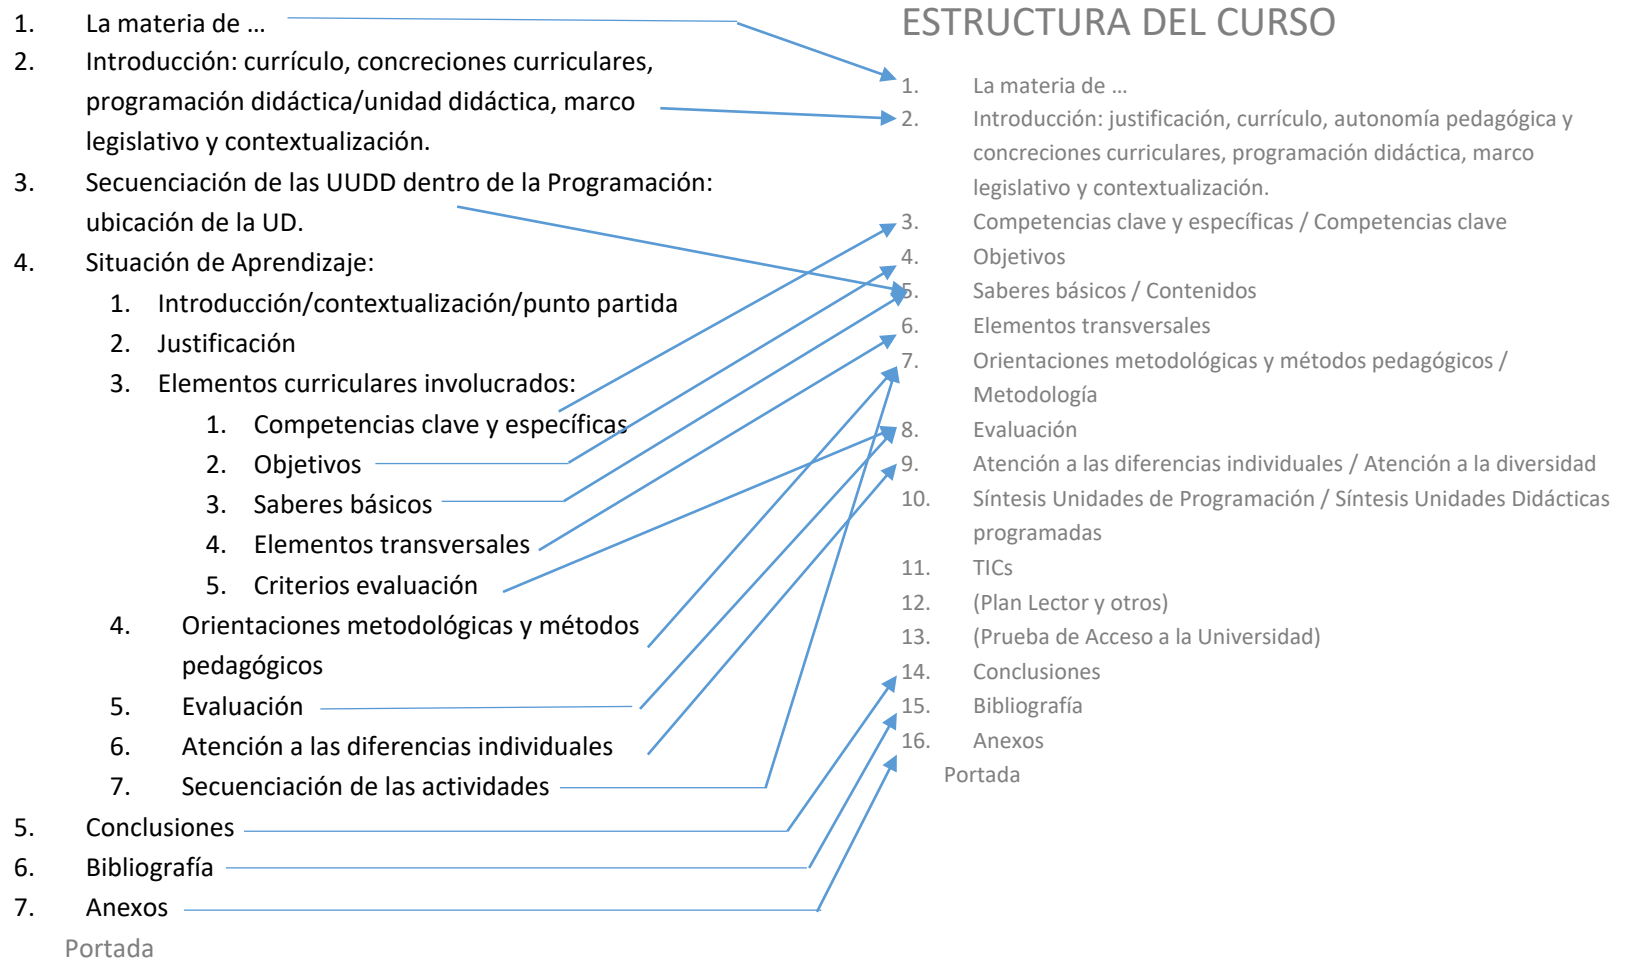 1. La materia de …
2. Introducción: currículo, concreciones curriculares,
programación didáctica/unidad didáctica, marco
legislativo y contextualización.
3. Secuenciación de las UUDD dentro de la Programación:
ubicación de la UD.
4. Situación de Aprendizaje:
1. Introducción/contextualización/punto partida
2. Justificación
3. Elementos curriculares involucrados:
1. Competencias clave y específicas
2. Objetivos
3. Saberes básicos
4. Elementos transversales
5. Criterios evaluación
4. Orientaciones metodológicas y métodos
pedagógicos
5. Evaluación
6. Atención a las diferencias individuales
7. Secuenciación de las actividades
5. Conclusiones
6. Bibliografía
7. Anexos
Portada
ESTRUCTURA DEL CURSO
1. La materia de …
2. Introducción: justificación, currículo, autonomía pedagógica y
concreciones curriculares, programación didáctica, marco
legislativo y contextualización.
3. Competencias clave y específicas / Competencias clave
4. Objetivos
5. Saberes básicos / Contenidos
6. Elementos transversales
7. Orientaciones metodológicas y métodos pedagógicos /
Metodología
8. Evaluación
9. Atención a las diferencias individuales / Atención a la diversidad
10. Síntesis Unidades de Programación / Síntesis Unidades Didácticas
programadas
11. TICs
12. (Plan Lector y otros)
13. (Prueba de Acceso a la Universidad)
14. Conclusiones
15. Bibliografía
16. Anexos
Portada